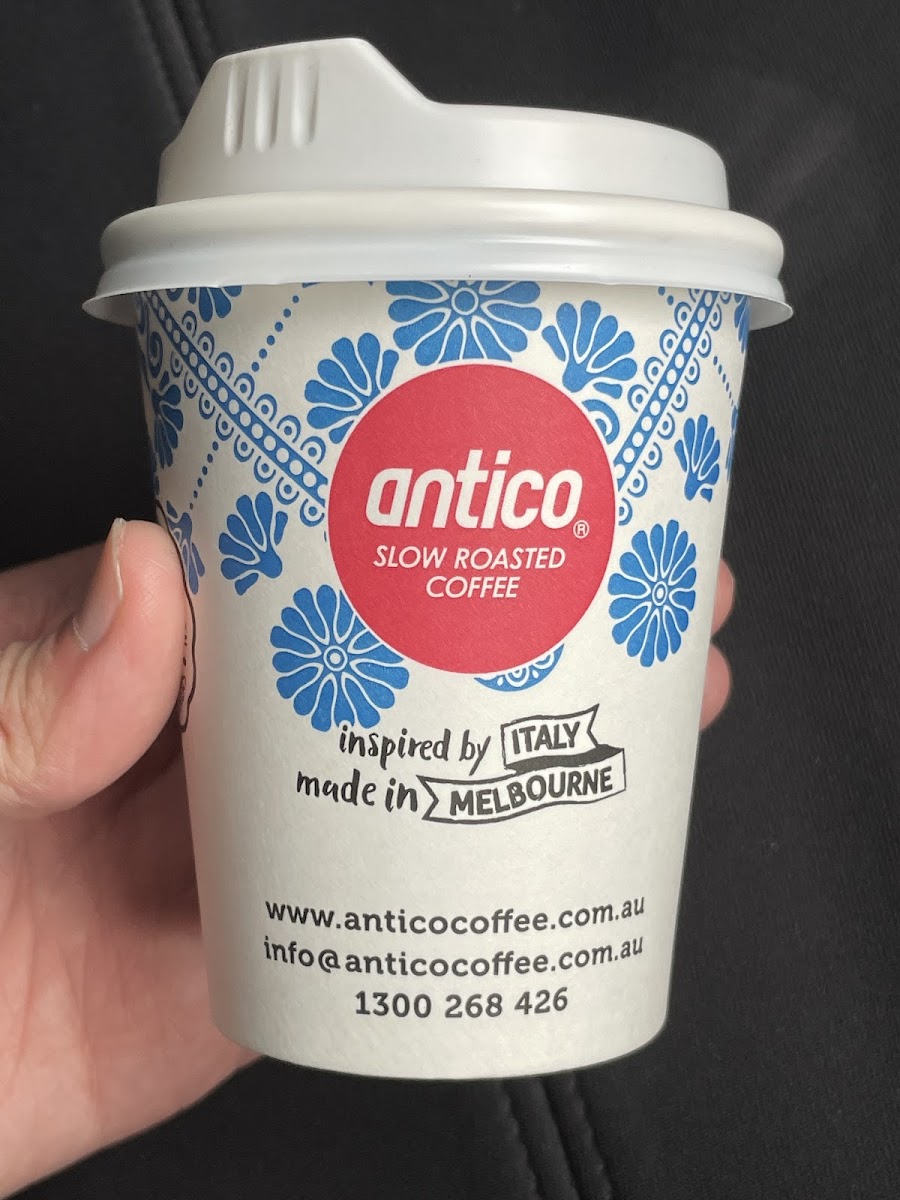 antico®
SLOW ROASTED
COFFEE
inspired by ITALY
made in MELBOURNE
www.anticocoffee.com.au
info@anticocoffee.com.au
1300 268 426